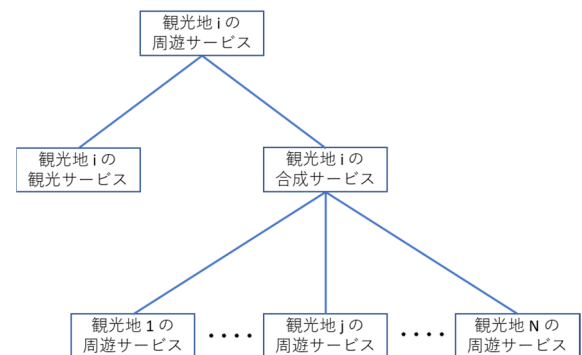 観光地 i の
周遊サービス
観光地 i の
観光サービス
観光地 i の
合成サービス
観光地 1 の
周遊サービス
‥‥
観光地 j の
周遊サービス
‥‥
観光地 N の
周遊サービス